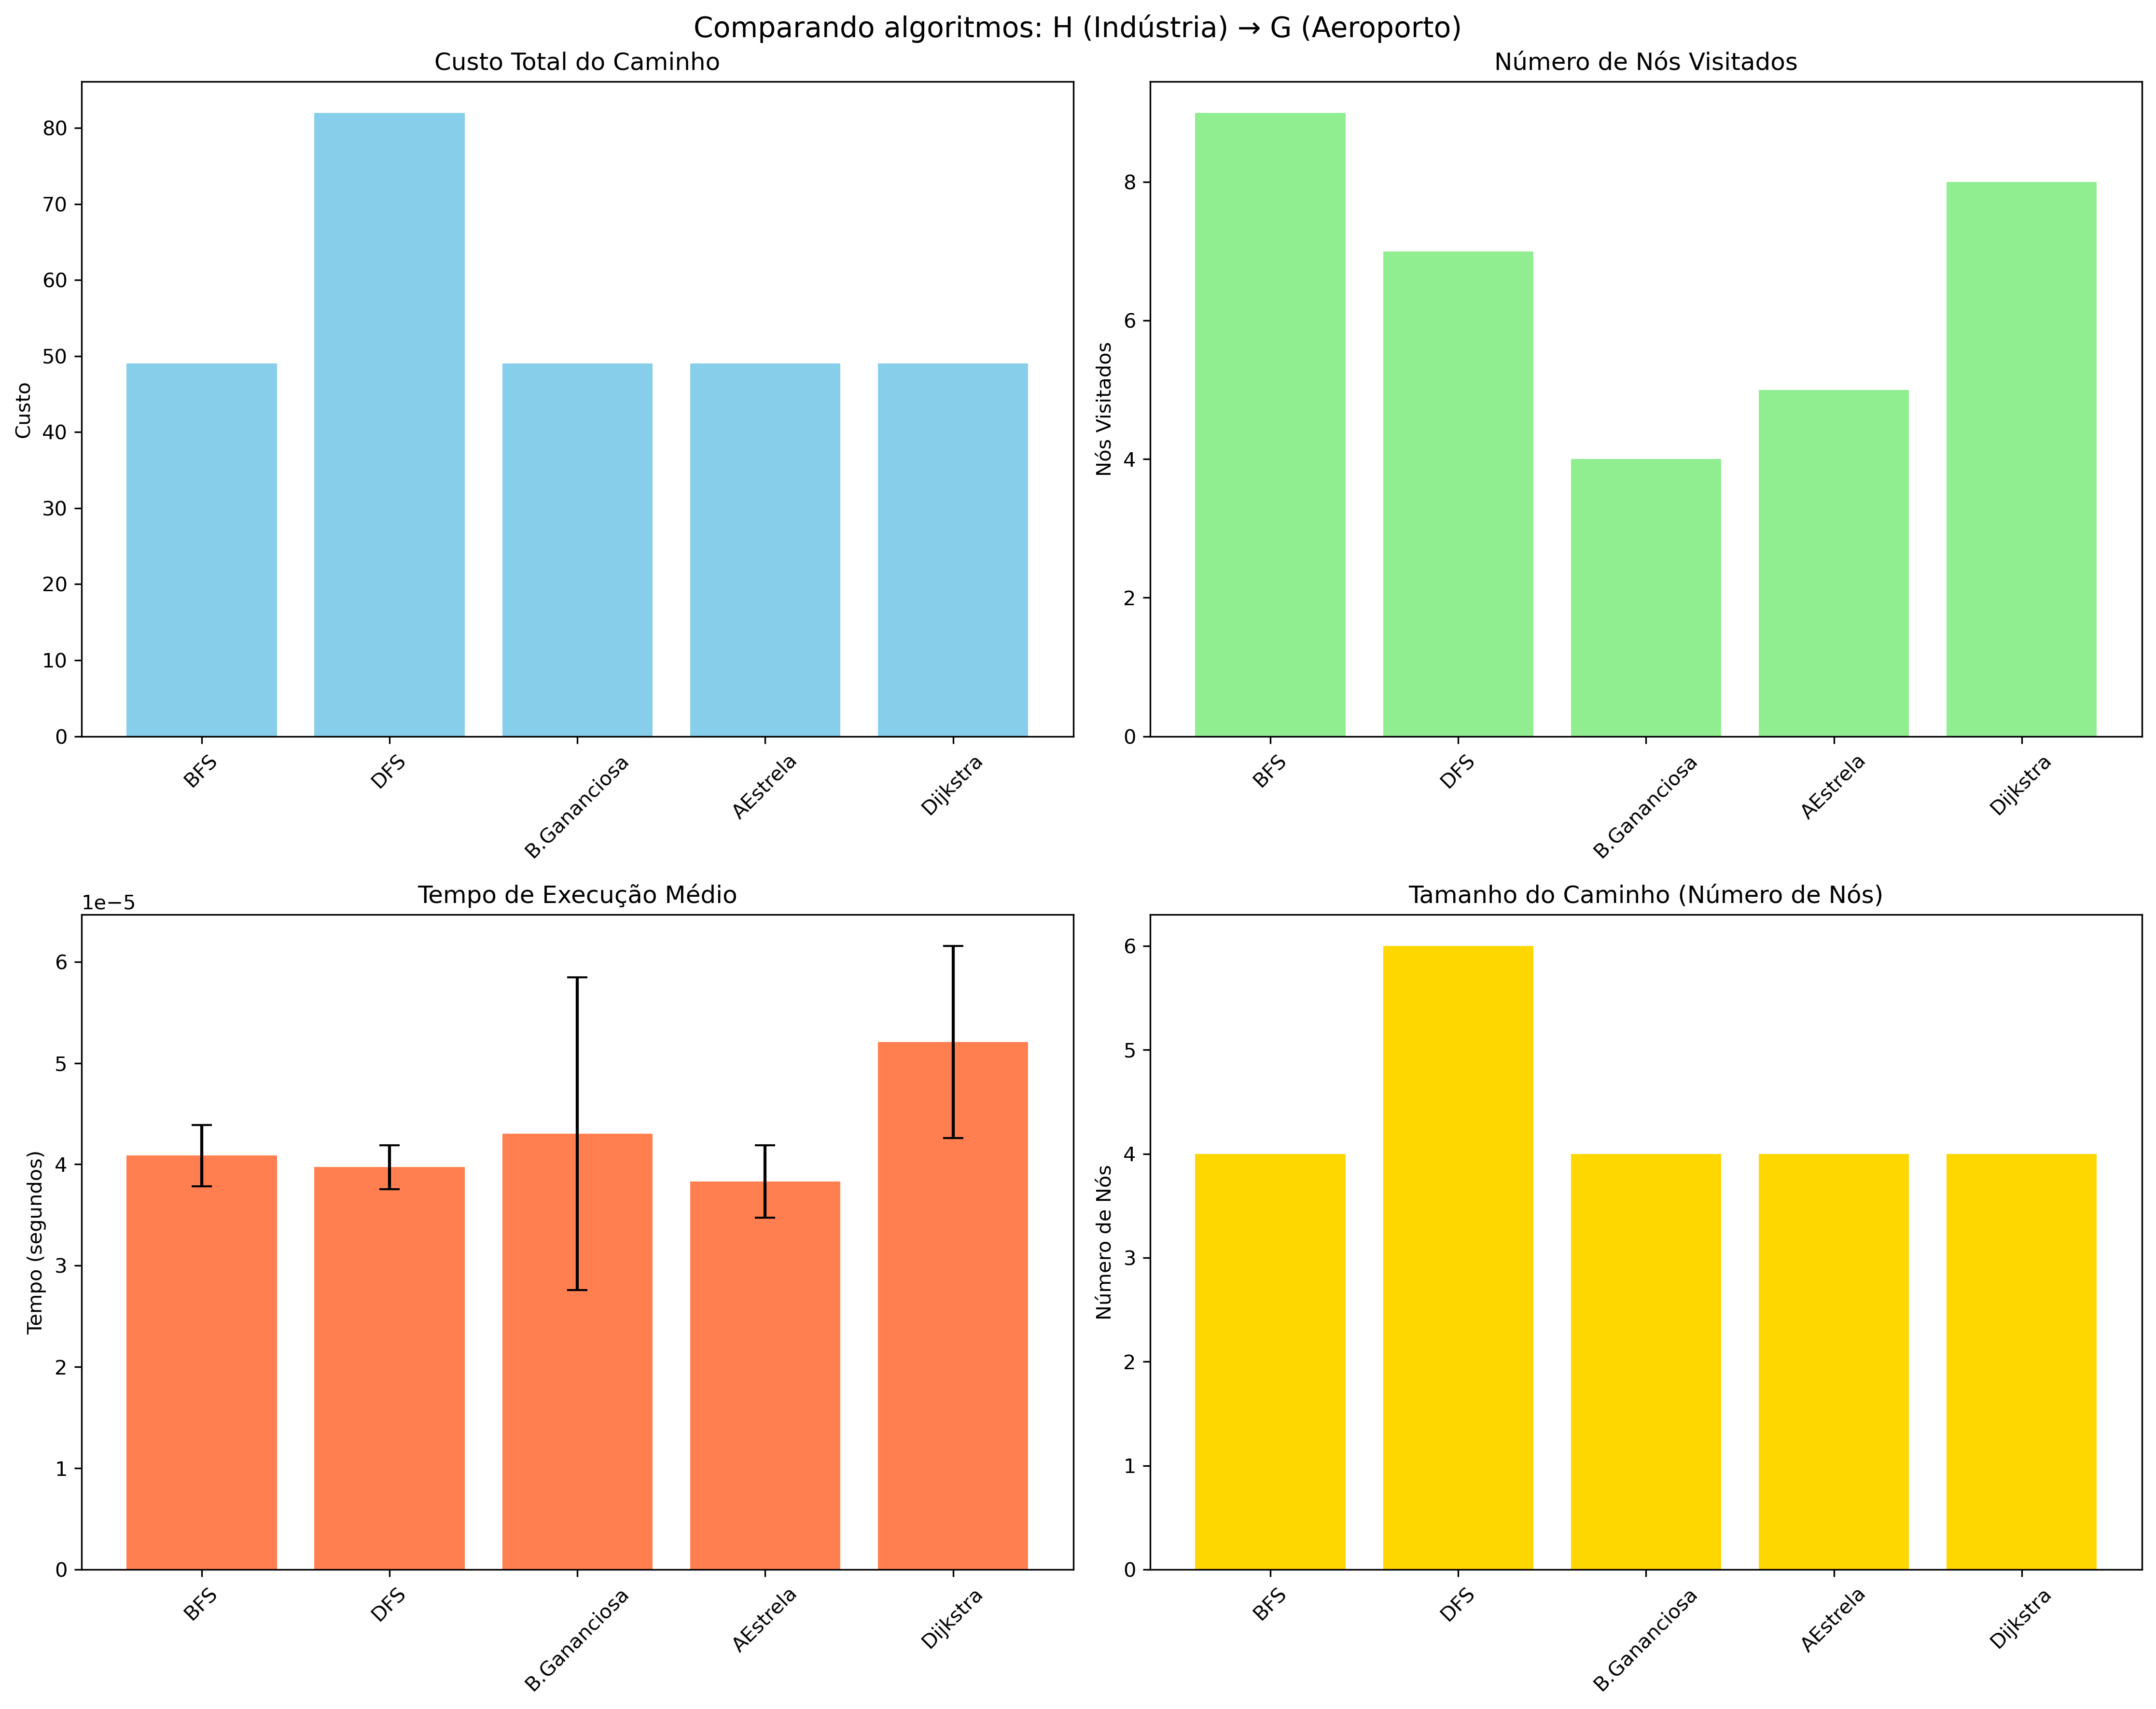 Comparando algoritmos: H (Indústria) → G (Aeroporto)
Custo Total do Caminho
Custo
80
70
60
50
40
30
20
10
0
BFS
DFS
B.Gananciosa
AEstrela
Dijkstra
Número de Nós Visitados
Nós Visitados
8
6
4
2
0
BFS
DFS
B.Gananciosa
AEstrela
Dijkstra
Tempo de Execução Médio
1e−5
Tempo (segundos)
6
5
4
3
2
1
0
BFS
DFS
B.Gananciosa
AEstrela
Dijkstra
Tamanho do Caminho (Número de Nós)
Número de Nós
6
5
4
3
2
1
0
BFS
DFS
B.Gananciosa
AEstrela
Dijkstra